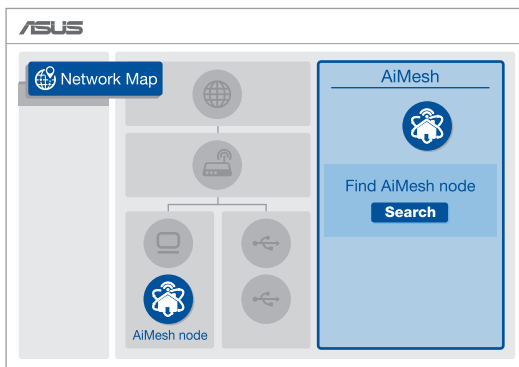 ASUS
Network Map
AiMesh
Find AiMesh node
Search
AiMesh node